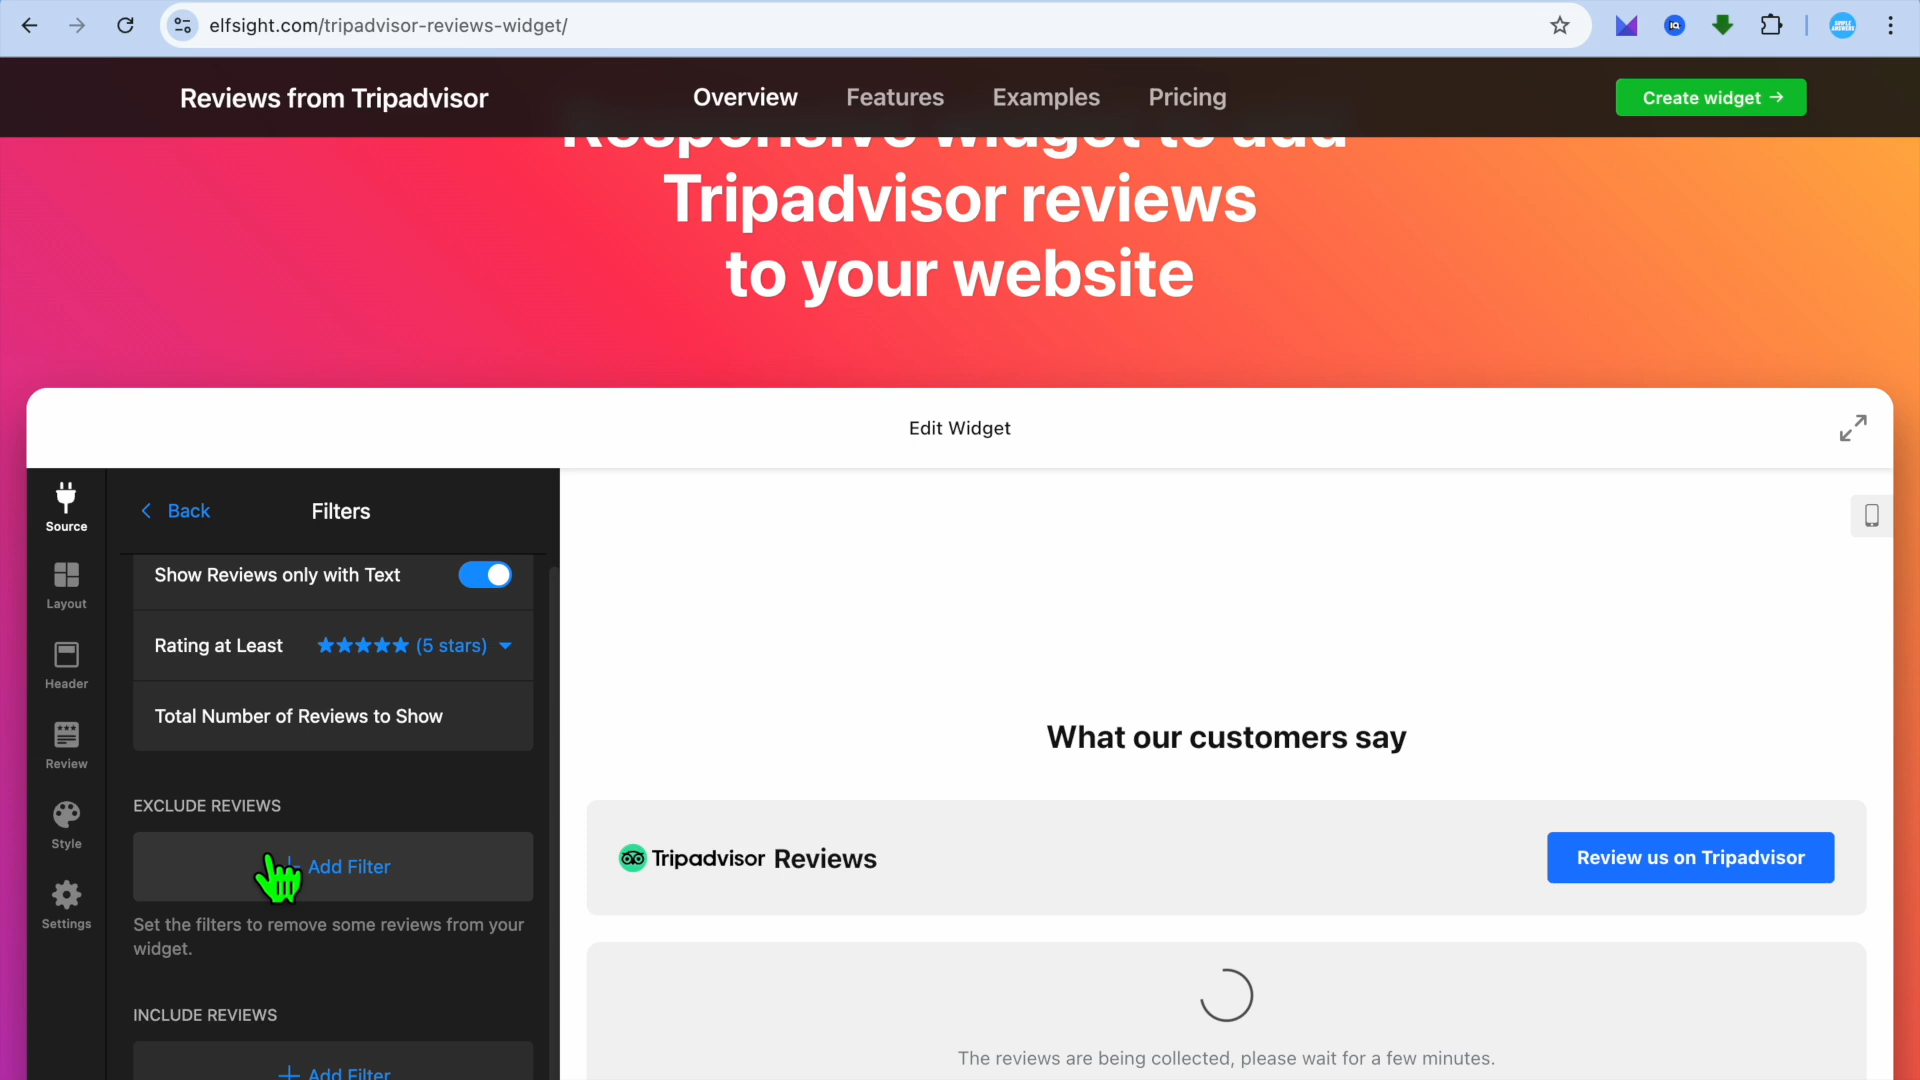 elfsight.com/tripadvisor-reviews-widget/
Reviews from Tripadvisor
Overview
Features
Examples
Pricing
Create widget →
Responsive widget to add
Tripadvisor reviews
to your website
Edit Widget
Source
Layout
Header
Review
Style
Settings
Back
Filters
Show Reviews only with Text
Rating at Least
★★★★★ (5 stars)
Total Number of Reviews to Show
EXCLUDE REVIEWS
Add Filter
Set the filters to remove some reviews from your
widget.
INCLUDE REVIEWS
+ Add Filter
What our customers say
Tripadvisor Reviews
Review us on Tripadvisor
The reviews are being collected, please wait for a few minutes.